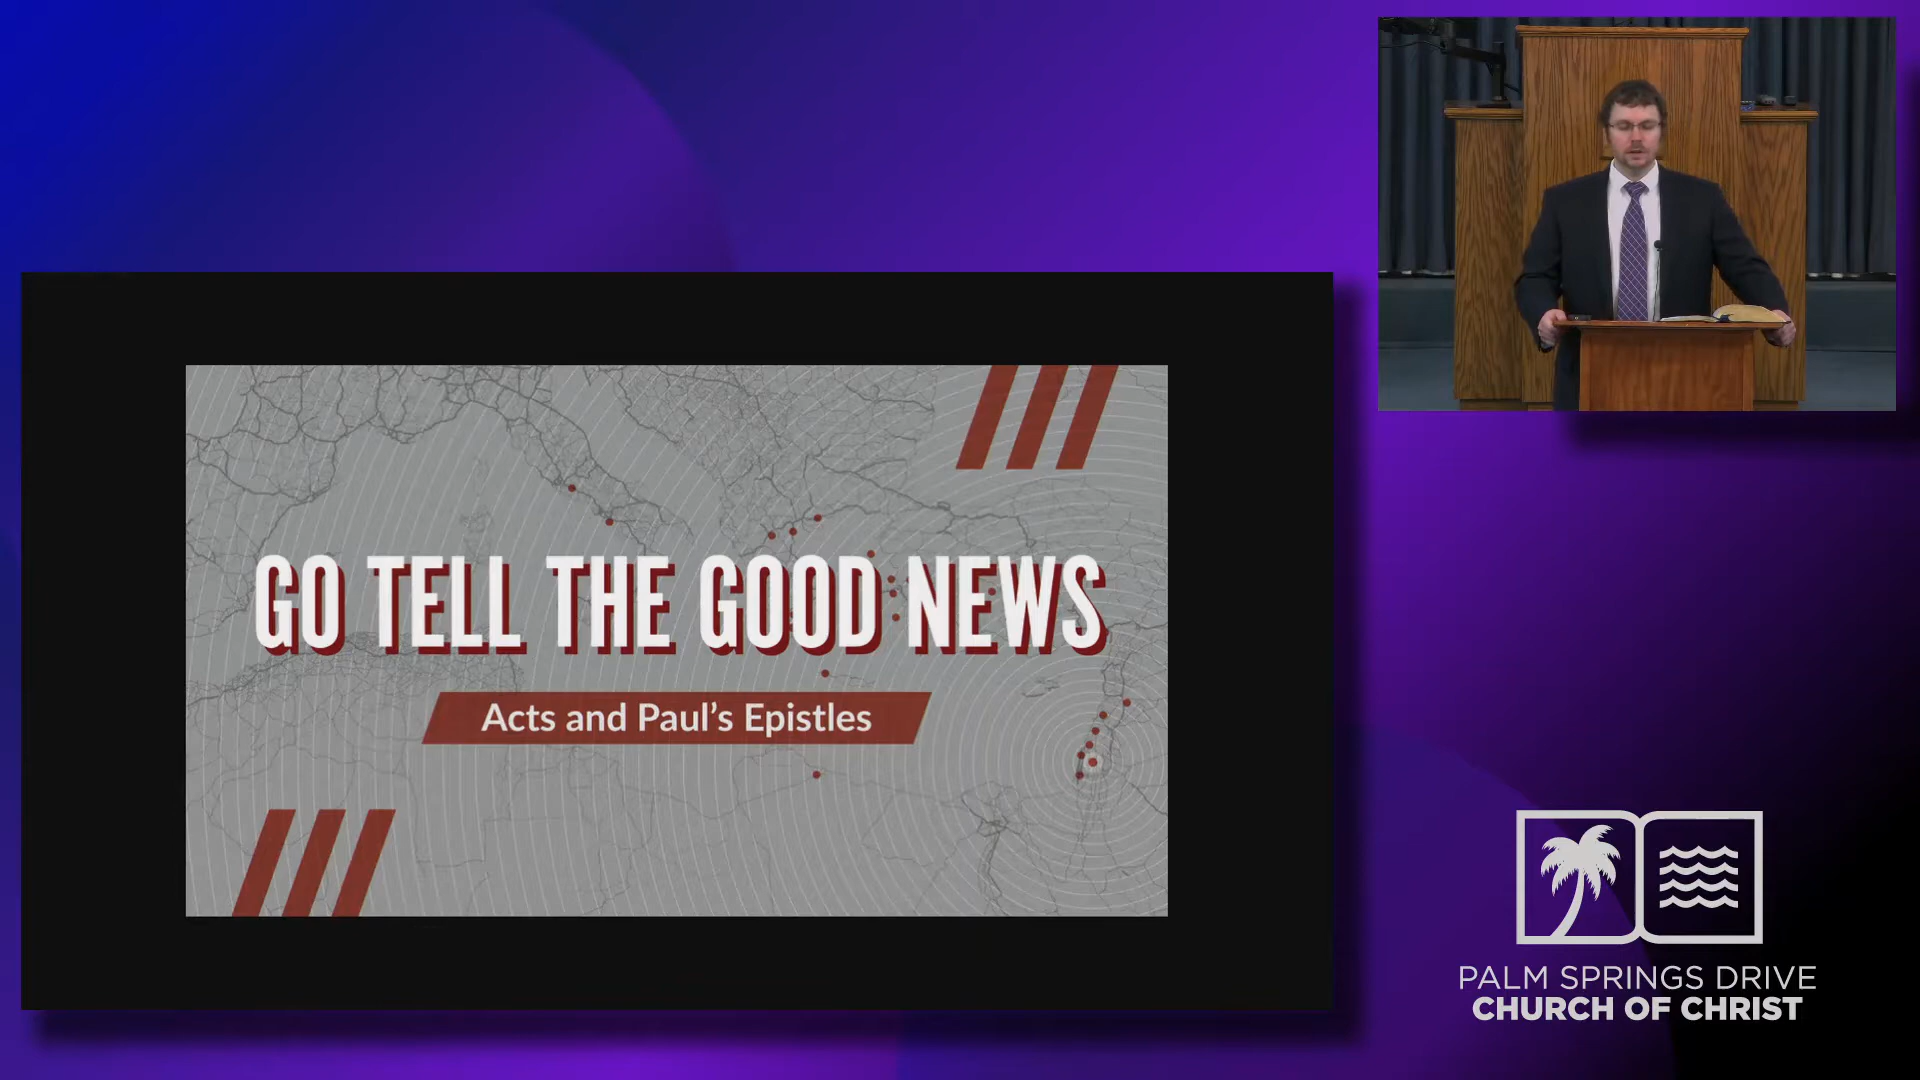 GO TELL THE GOOD NEWS
Acts and Paul's Epistles
PALM SPRINGS DRIVE
CHURCH OF CHRIST